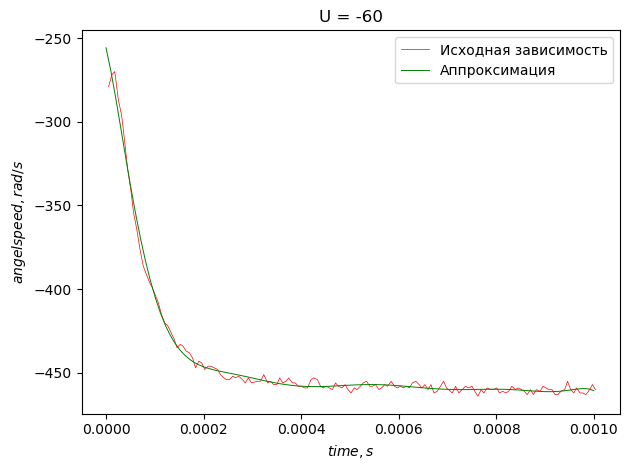 U = -60
Исходная зависимость
Аппроксимация
−250
−300
−350
−400
−450
angelspeed, rad/s
0.0000
0.0002
0.0004
0.0006
0.0008
0.0010
time, s